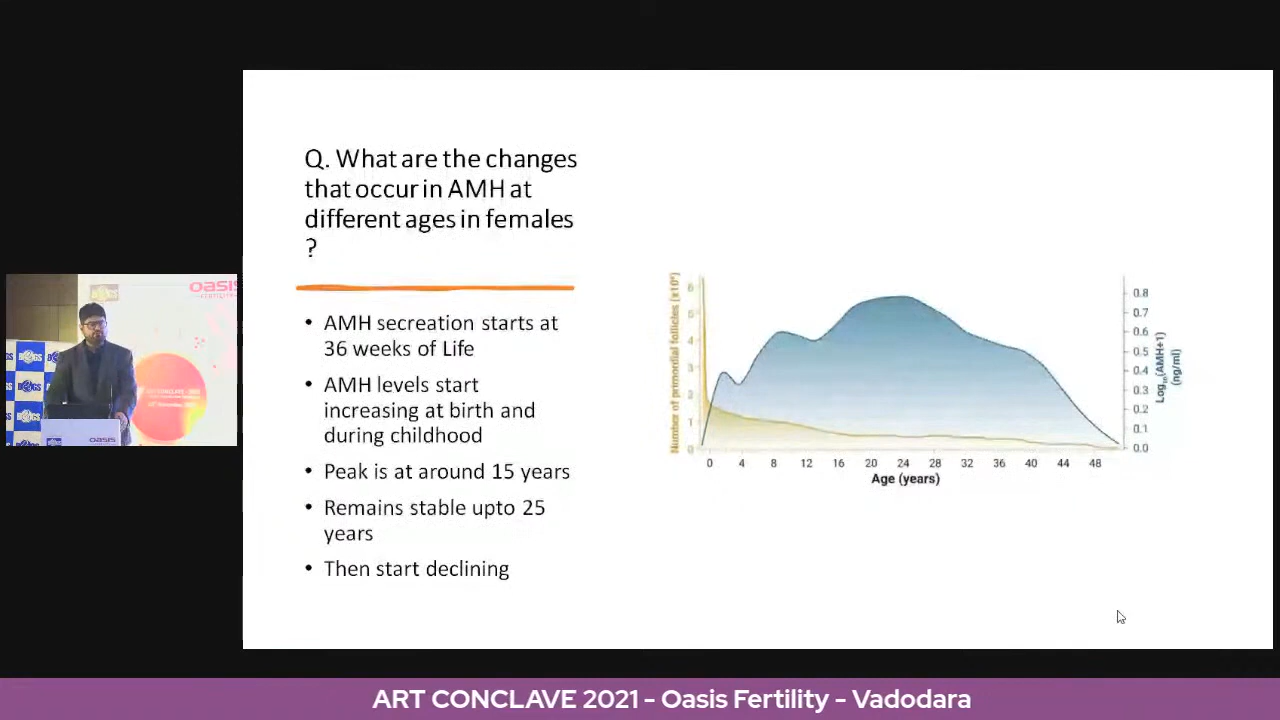 Q. What are the changes
that occur in AMH at
different ages in females
?
• AMH secreation starts at
36 weeks of Life
• AMH levels start
increasing at birth and
during childhood
• Peak is at around 15 years
• Remains stable upto 25
years
• Then start declining
Number of primordial follicles
6
5
4
3
2
1
0
0.8
0.7
0.6
0.5
0.4
0.3
0.2
0.1
0.0
(AMH+1)
(ng/ml)
0 4 8 12 16 20 24 28 32 36 40 44 48
Age (years)
oasis
FERTILITY
BOGS
oasis
ART CONCLAVE 2021 - Oasis Fertility - Vadodara